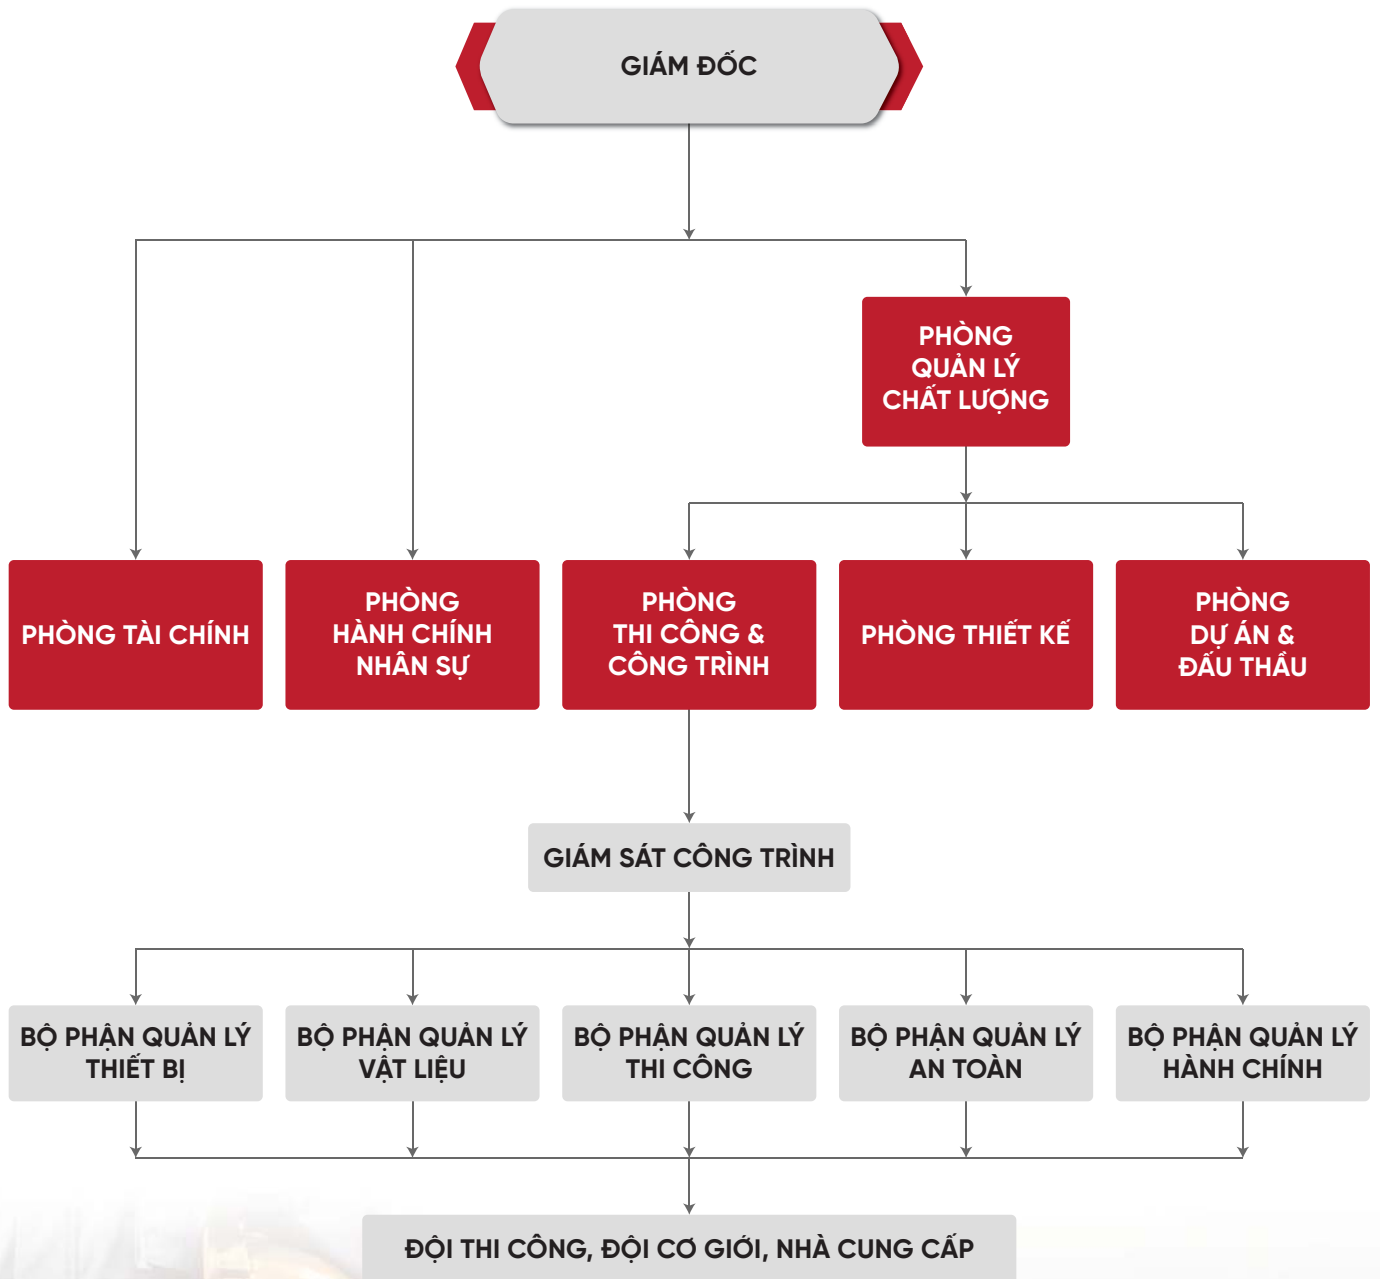 GIÁM ĐỐC
PHÒNG
QUẢN LÝ
CHẤT LƯỢNG
PHÒNG TÀI CHÍNH
PHÒNG
HÀNH CHÍNH
NHÂN SỰ
PHÒNG
THI CÔNG &
CÔNG TRÌNH
PHÒNG THIẾT KẾ
PHÒNG
DỰ ÁN &
ĐẤU THẦU
GIÁM SÁT CÔNG TRÌNH
BỘ PHẬN QUẢN LÝ
THIẾT BỊ
BỘ PHẬN QUẢN LÝ
VẬT LIỆU
BỘ PHẬN QUẢN LÝ
THI CÔNG
BỘ PHẬN QUẢN LÝ
AN TOÀN
BỘ PHẬN QUẢN LÝ
HÀNH CHÍNH
ĐỘI THI CÔNG, ĐỘI CƠ GIỚI, NHÀ CUNG CẤP